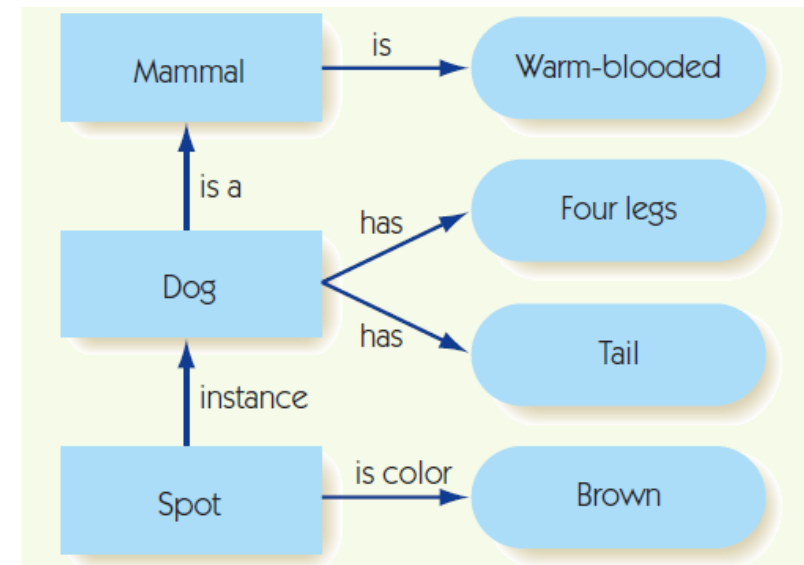 Mammal
is
Warm-blooded
is a
has
Four legs
Dog
has
Tail
instance
Spot
is color
Brown